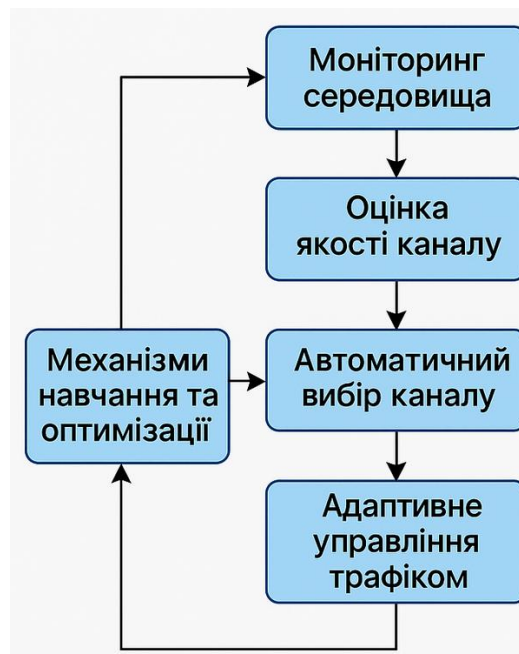 Моніторинг
середовища
Оцінка
якості каналу
Механізми
навчання та
оптимізації
Автоматичний
вибір каналу
Адаптивне
управління
трафіком